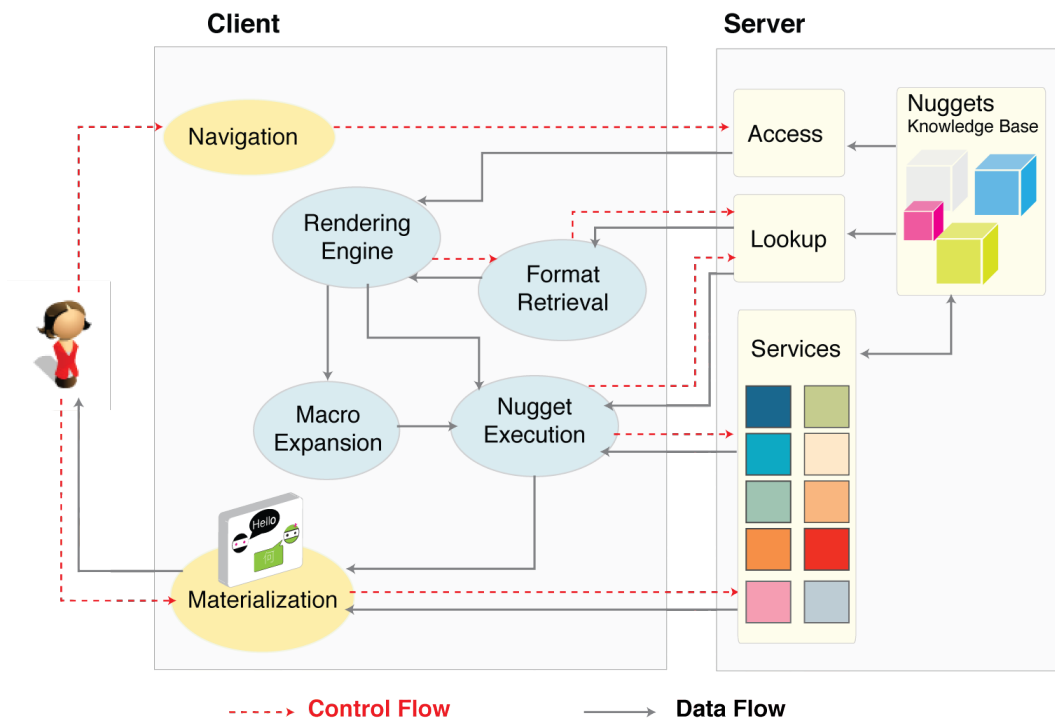 Client
Server
Navigation
Access
Nuggets
Knowledge Base
Rendering
Engine
Lookup
Format
Retrieval
Services
Macro
Expansion
Nugget
Execution
Hello
Materialization
Control Flow
Data Flow